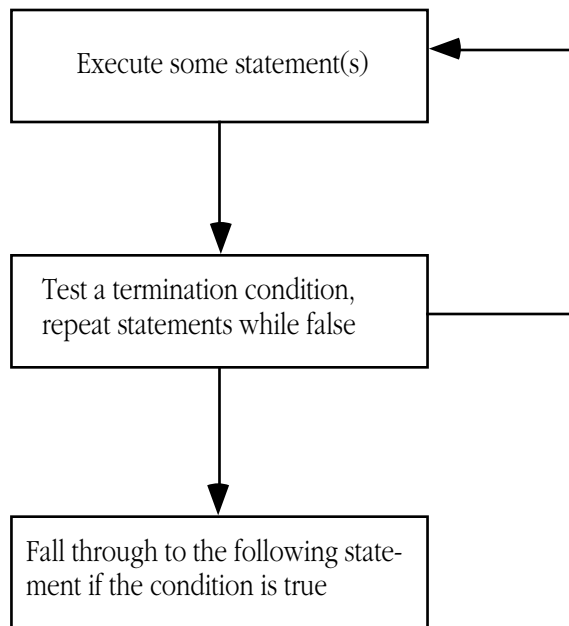 Execute some statement(s)
Test a termination condition,
repeat statements while false
Fall through to the following state-
ment if the condition is true